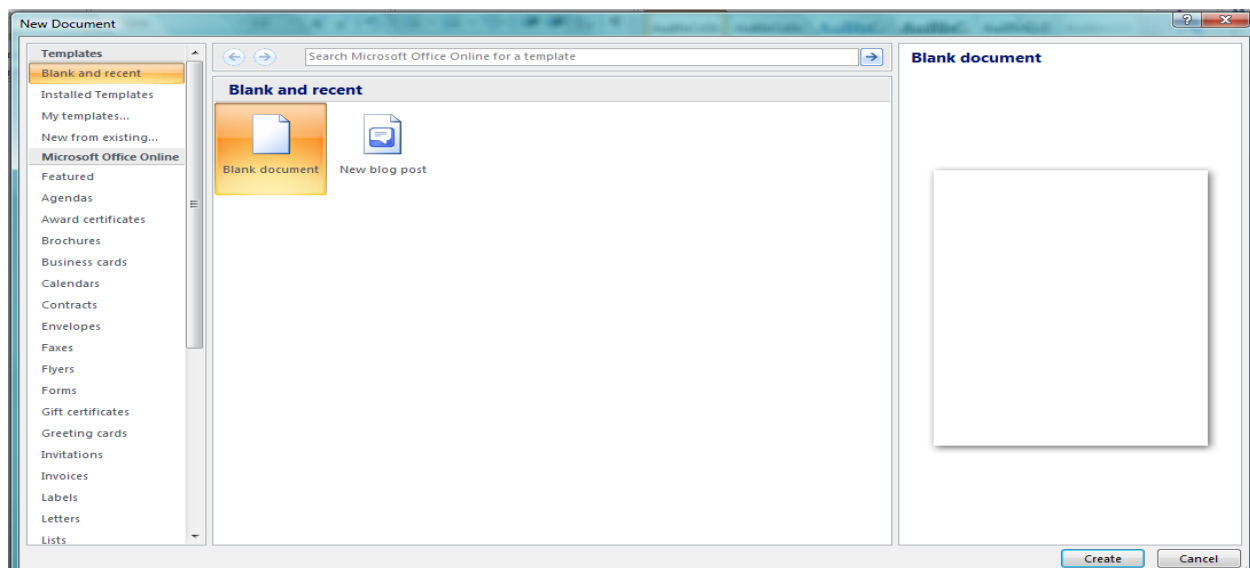 New Document
?
Templates
Blank and recent
Installed Templates
My templates...
New from existing...
Microsoft Office Online
Featured
Agendas
Award certificates
Brochures
Business cards
Calendars
Contracts
Envelopes
Faxes
Flyers
Forms
Gift certificates
Greeting cards
Invitations
Invoices
Labels
Letters
Lists
Search Microsoft Office Online for a template
Blank and recent
Blank document
New blog post
Blank document
Create
Cancel